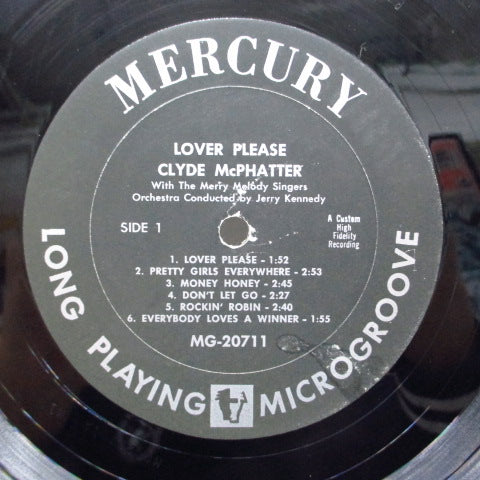 MERCURY
LOVER PLEASE
CLYDE McPHATTER
With The Merry Melody Singers
Orchestra Conducted by Jerry Kennedy
SIDE 1
A Custom
High
Fidelity
Recording
1. LOVER PLEASE - 1:52
2. PRETTY GIRLS EVERYWHERE - 2:53
3. MONEY HONEY - 2:45
4. DON'T LET GO - 2:27
5. ROCKIN' ROBIN - 2:40
6. EVERYBODY LOVES A WINNER - 1:55
MG-20711
LONG PLAYING MICROGROOVE